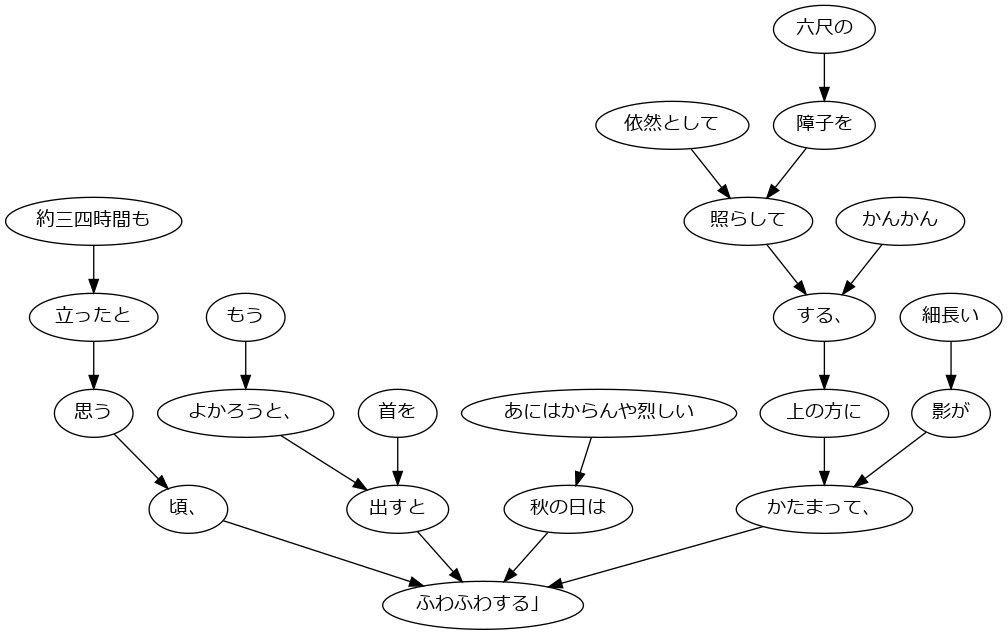 六尺の
依然として
障子を
約三四時間も
照らして
かんかん
立ったと
もう
する、
細長い
思う
よかろうと、
首を
あにはからんや烈しい
上の方に
影が
頃、
出すと
秋の日は
かたまって、
ふわふわする」